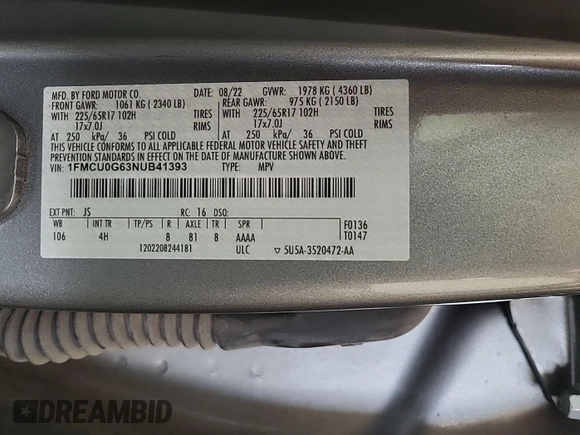 MFD. BY FORD MOTOR CO.
DATE: 08/22 GVWR: 1978 KG ( 4360 LB)
FRONT GAWR: 1061 KG ( 2340 LB) REAR GAWR: 975 KG ( 2150 LB)
WITH 225/65R17 102H TIRES WITH 225/65R17 102H TIRES
17x7.0J RIMS 17x7.0J RIMS
AT 250 kPa/ 36 PSI COLD AT 250 kPa/ 36 PSI COLD
THIS VEHICLE CONFORMS TO ALL APPLICABLE FEDERAL MOTOR VEHICLE SAFETY, BUMPER, AND THEFT PREVENTION STANDARDS IN EFFECT ON THE DATE OF MANUFACTURE SHOWN ABOVE.
VIN: 1FMCU0G63NUB41393 TYPE: MPV
EXT PNT: JS RC: 16 DSO: F0136
WB INT TR TP/PS R AXLE TR SPR T0147
106 4H 8 B1 8 AAAA
1202208244181 ULC ▽ 5U5A-3520472-AA
DREAMBID